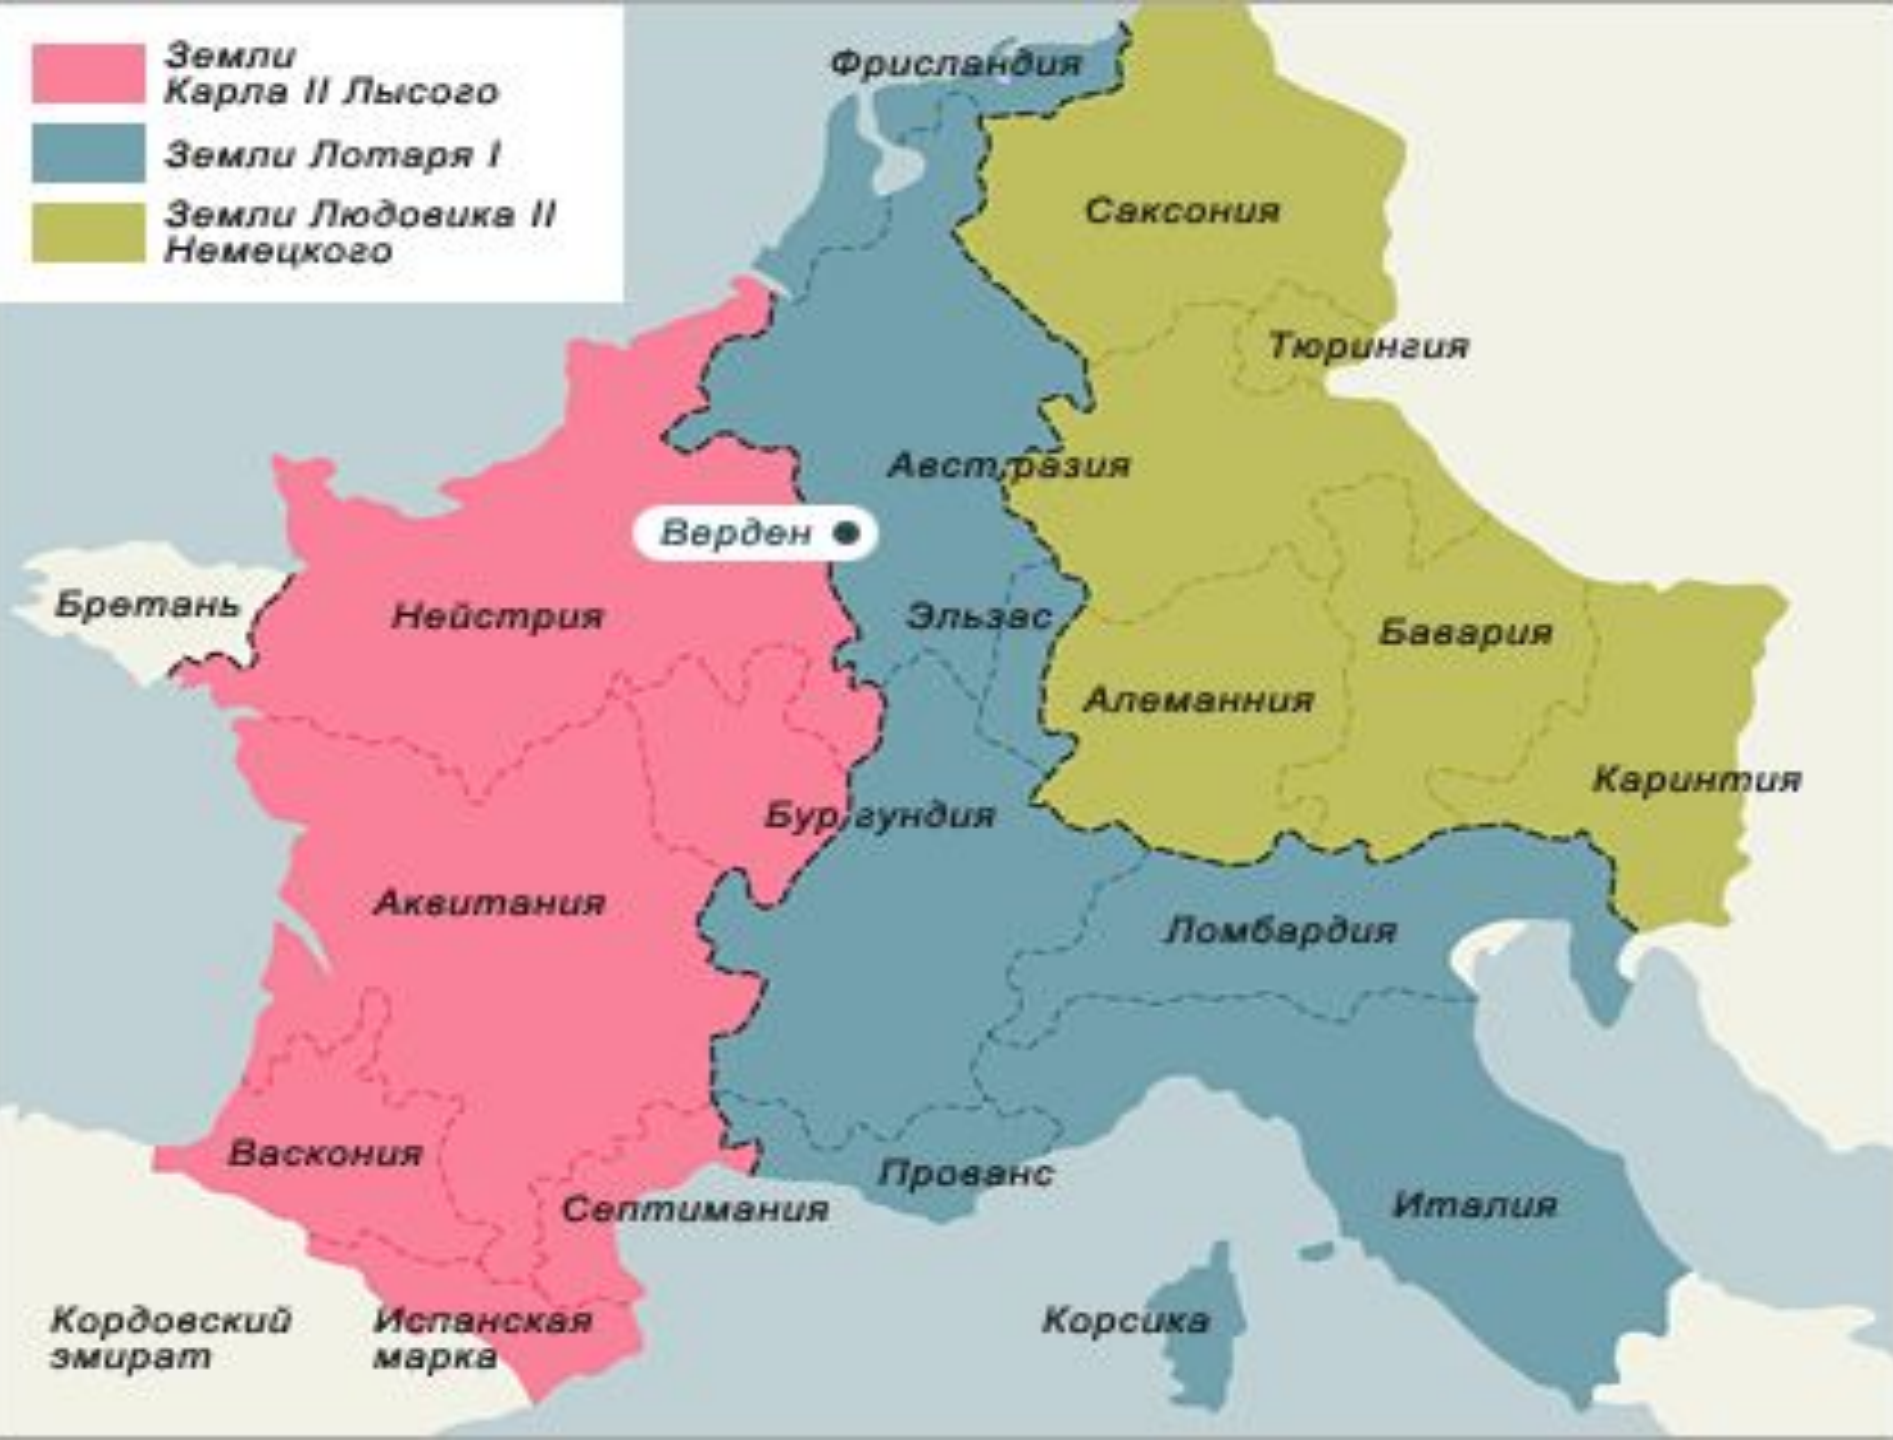 Земли
Карла II Лысого
Земли Лотаря I
Земли Людовика II
Немецкого
Фрисландия
Саксония
Тюрингия
Австразия
Верден
Бретань
Нейстрия
Эльзас
Бавария
Алеманния
Каринтия
Бургундия
Аквитания
Ломбардия
Васкония
Прованс
Септимания
Италия
Кордовский
эмират
Испанская
марка
Корсика